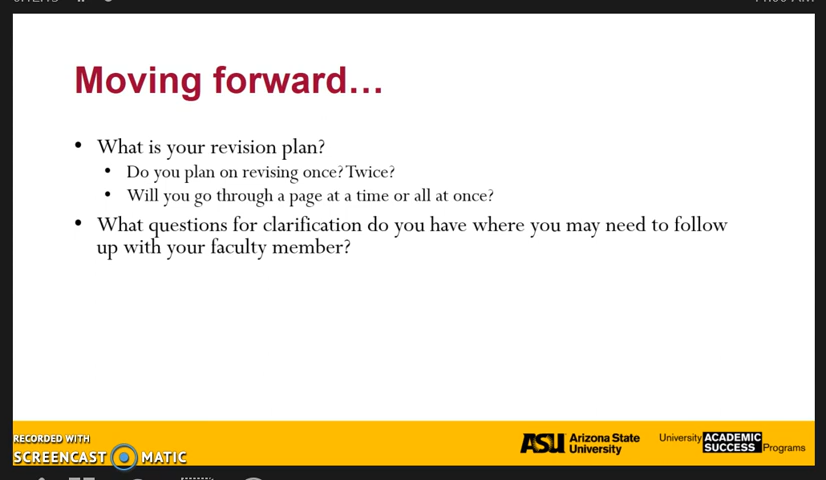 Moving forward…
• What is your revision plan?
• Do you plan on revising once? Twice?
• Will you go through a page at a time or all at once?
• What questions for clarification do you have where you may need to follow
up with your faculty member?
RECORDED WITH
SCREENCAST MATIC
ASU Arizona State
University
University ACADEMIC
SUCCESS Programs